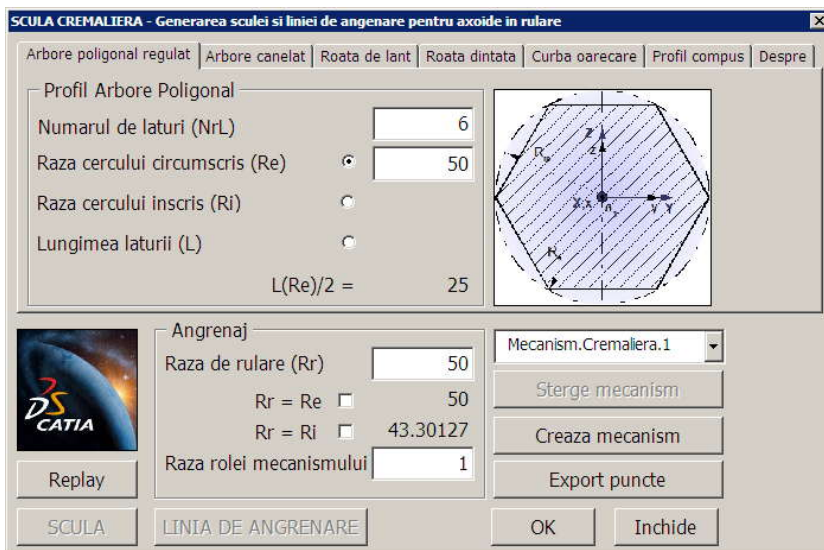 SCULA CREMALIERA - Generarea sculei si liniei de angenare pentru axoide in rulare
Arbore poligonal regulat
Arbore canelat
Roata de lant
Roata dintata
Curba oarecare
Profil compus
Despre
Profil Arbore Poligonal
Numarul de laturi (NrL)
6
Raza cercului circumscris (Re)
50
Raza cercului inscris (Ri)
Lungimea laturii (L)
L(Re)/2 =
25
Z
z
X,x
y
Y
DS
CATIA
Replay
SCULA
Angrenaj
Raza de rulare (Rr)
50
Rr = Re
50
Rr = Ri
43.30127
Raza rolei mecanismului
1
LINIA DE ANGRENARE
Mecanism.Cremaliera.1
Sterge mecanism
Creaza mecanism
Export puncte
OK
Inchide